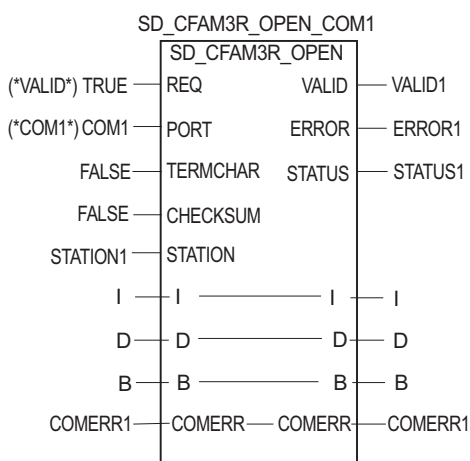 SD_CFAM3R_OPEN_COM1
SD_CFAM3R_OPEN
(*VALID*) TRUE REQ VALID VALID1
(*COM1*) COM1 PORT ERROR ERROR1
FALSE TERMCHAR STATUS STATUS1
FALSE CHECKSUM
STATION1 STATION
I I I I
D D D D
B B B B
COMERR1 COMERR COMERR COMERR1